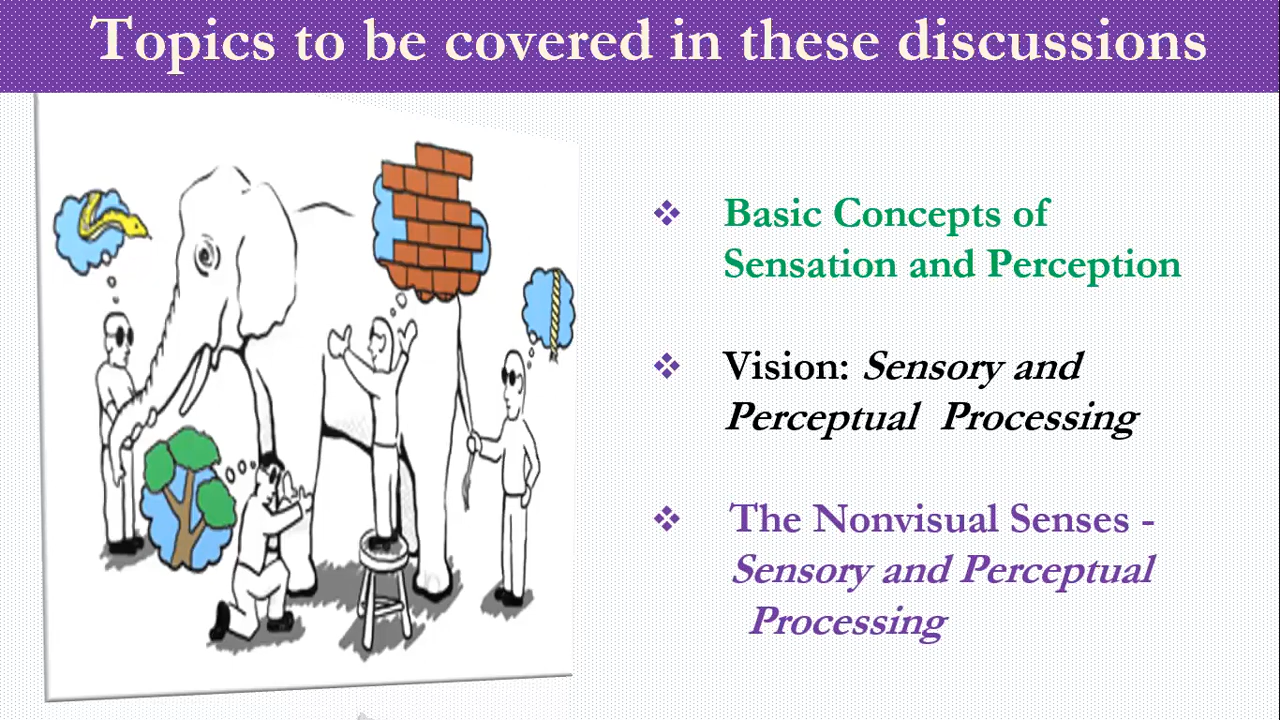 Topics to be covered in these discussions
Basic Concepts of
Sensation and Perception
Vision: Sensory and
Perceptual Processing
The Nonvisual Senses -
Sensory and Perceptual
Processing